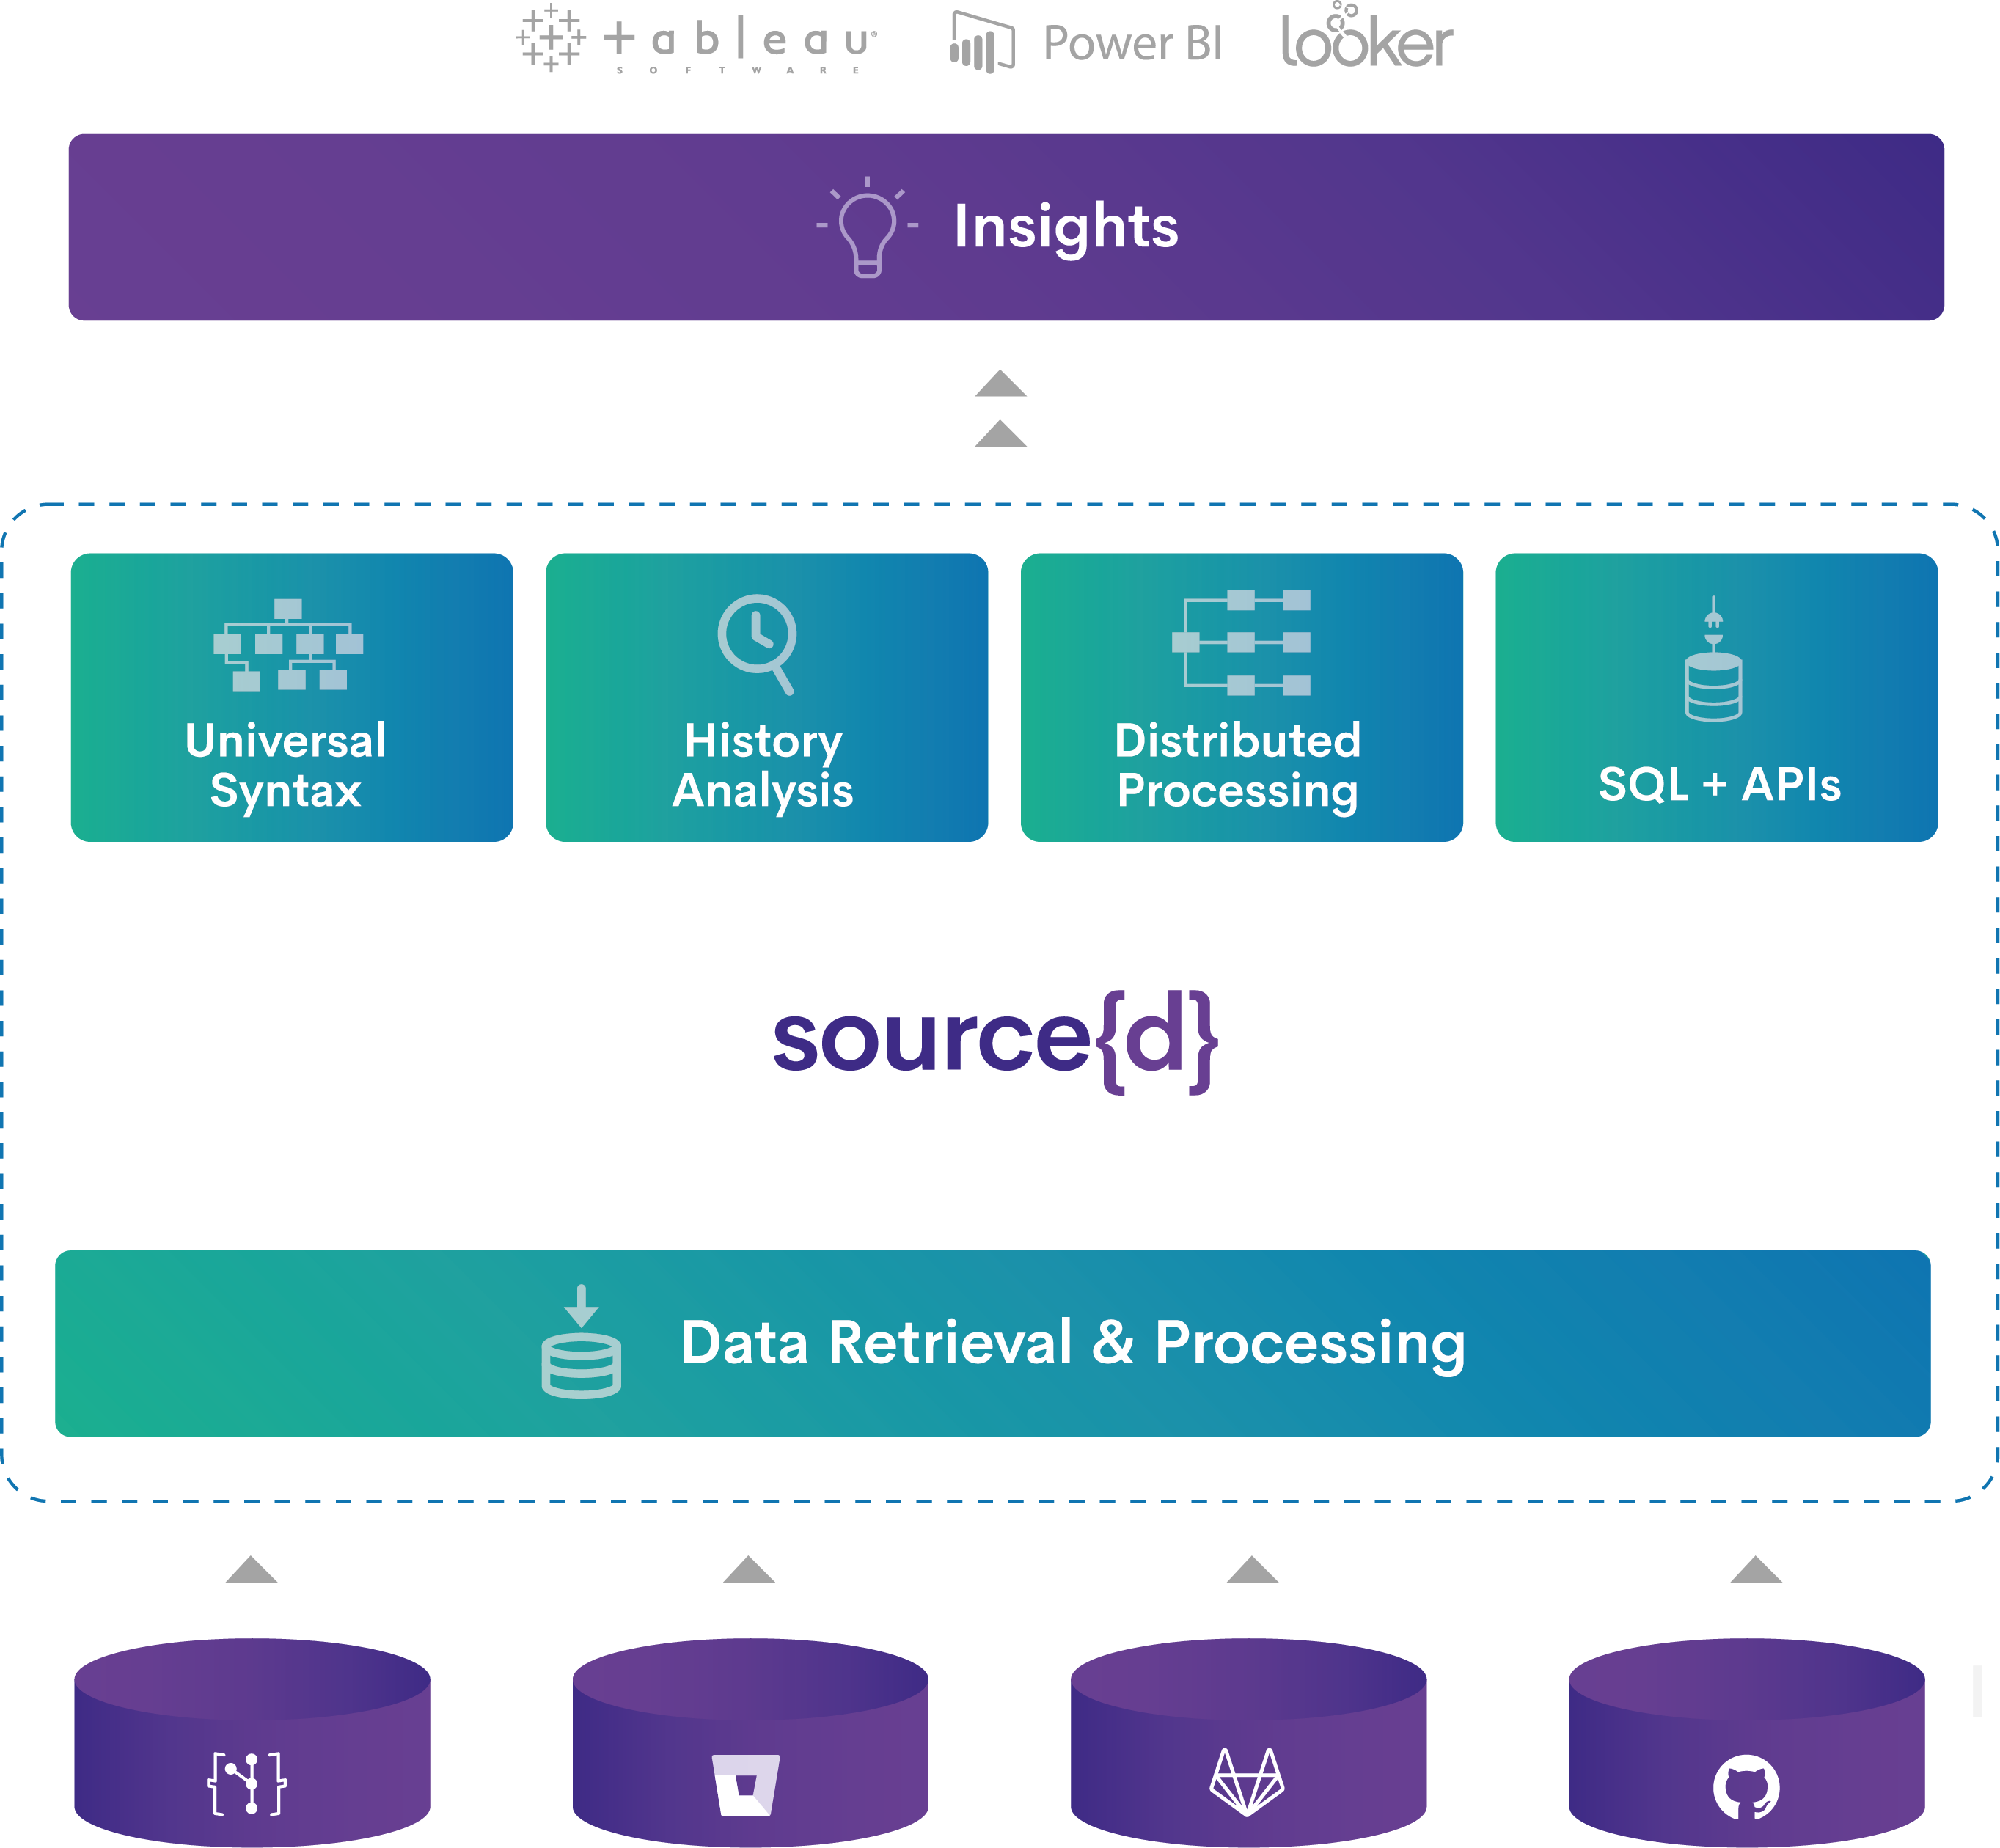 tableau®
SOFTWARE
Power BI
looker
Insights
Universal
Syntax
History
Analysis
Distributed
Processing
SQL + APIs
source{d}
Data Retrieval & Processing